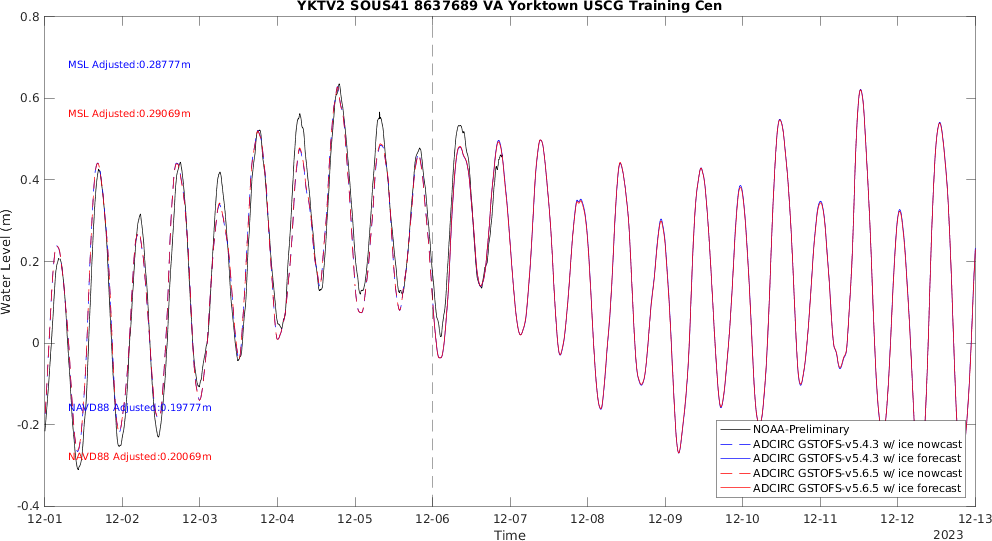 YKTV2 SOUS41 8637689 VA Yorktown USCG Training Cen
0.8
0.6
0.4
0.2
0
-0.2
-0.4
Water Level (m)
MSL Adjusted:0.28777m
MSL Adjusted:0.29069m
NAVD88 Adjusted:0.19777m
NAVD88 Adjusted:0.20069m
NOAA-Preliminary
ADCIRC GSTOFS-v5.4.3 w/ ice nowcast
ADCIRC GSTOFS-v5.4.3 w/ ice forecast
ADCIRC GSTOFS-v5.6.5 w/ ice nowcast
ADCIRC GSTOFS-v5.6.5 w/ ice forecast
12-01 12-02 12-03 12-04 12-05 12-06 12-07 12-08 12-09 12-10 12-11 12-12 12-13
Time
2023